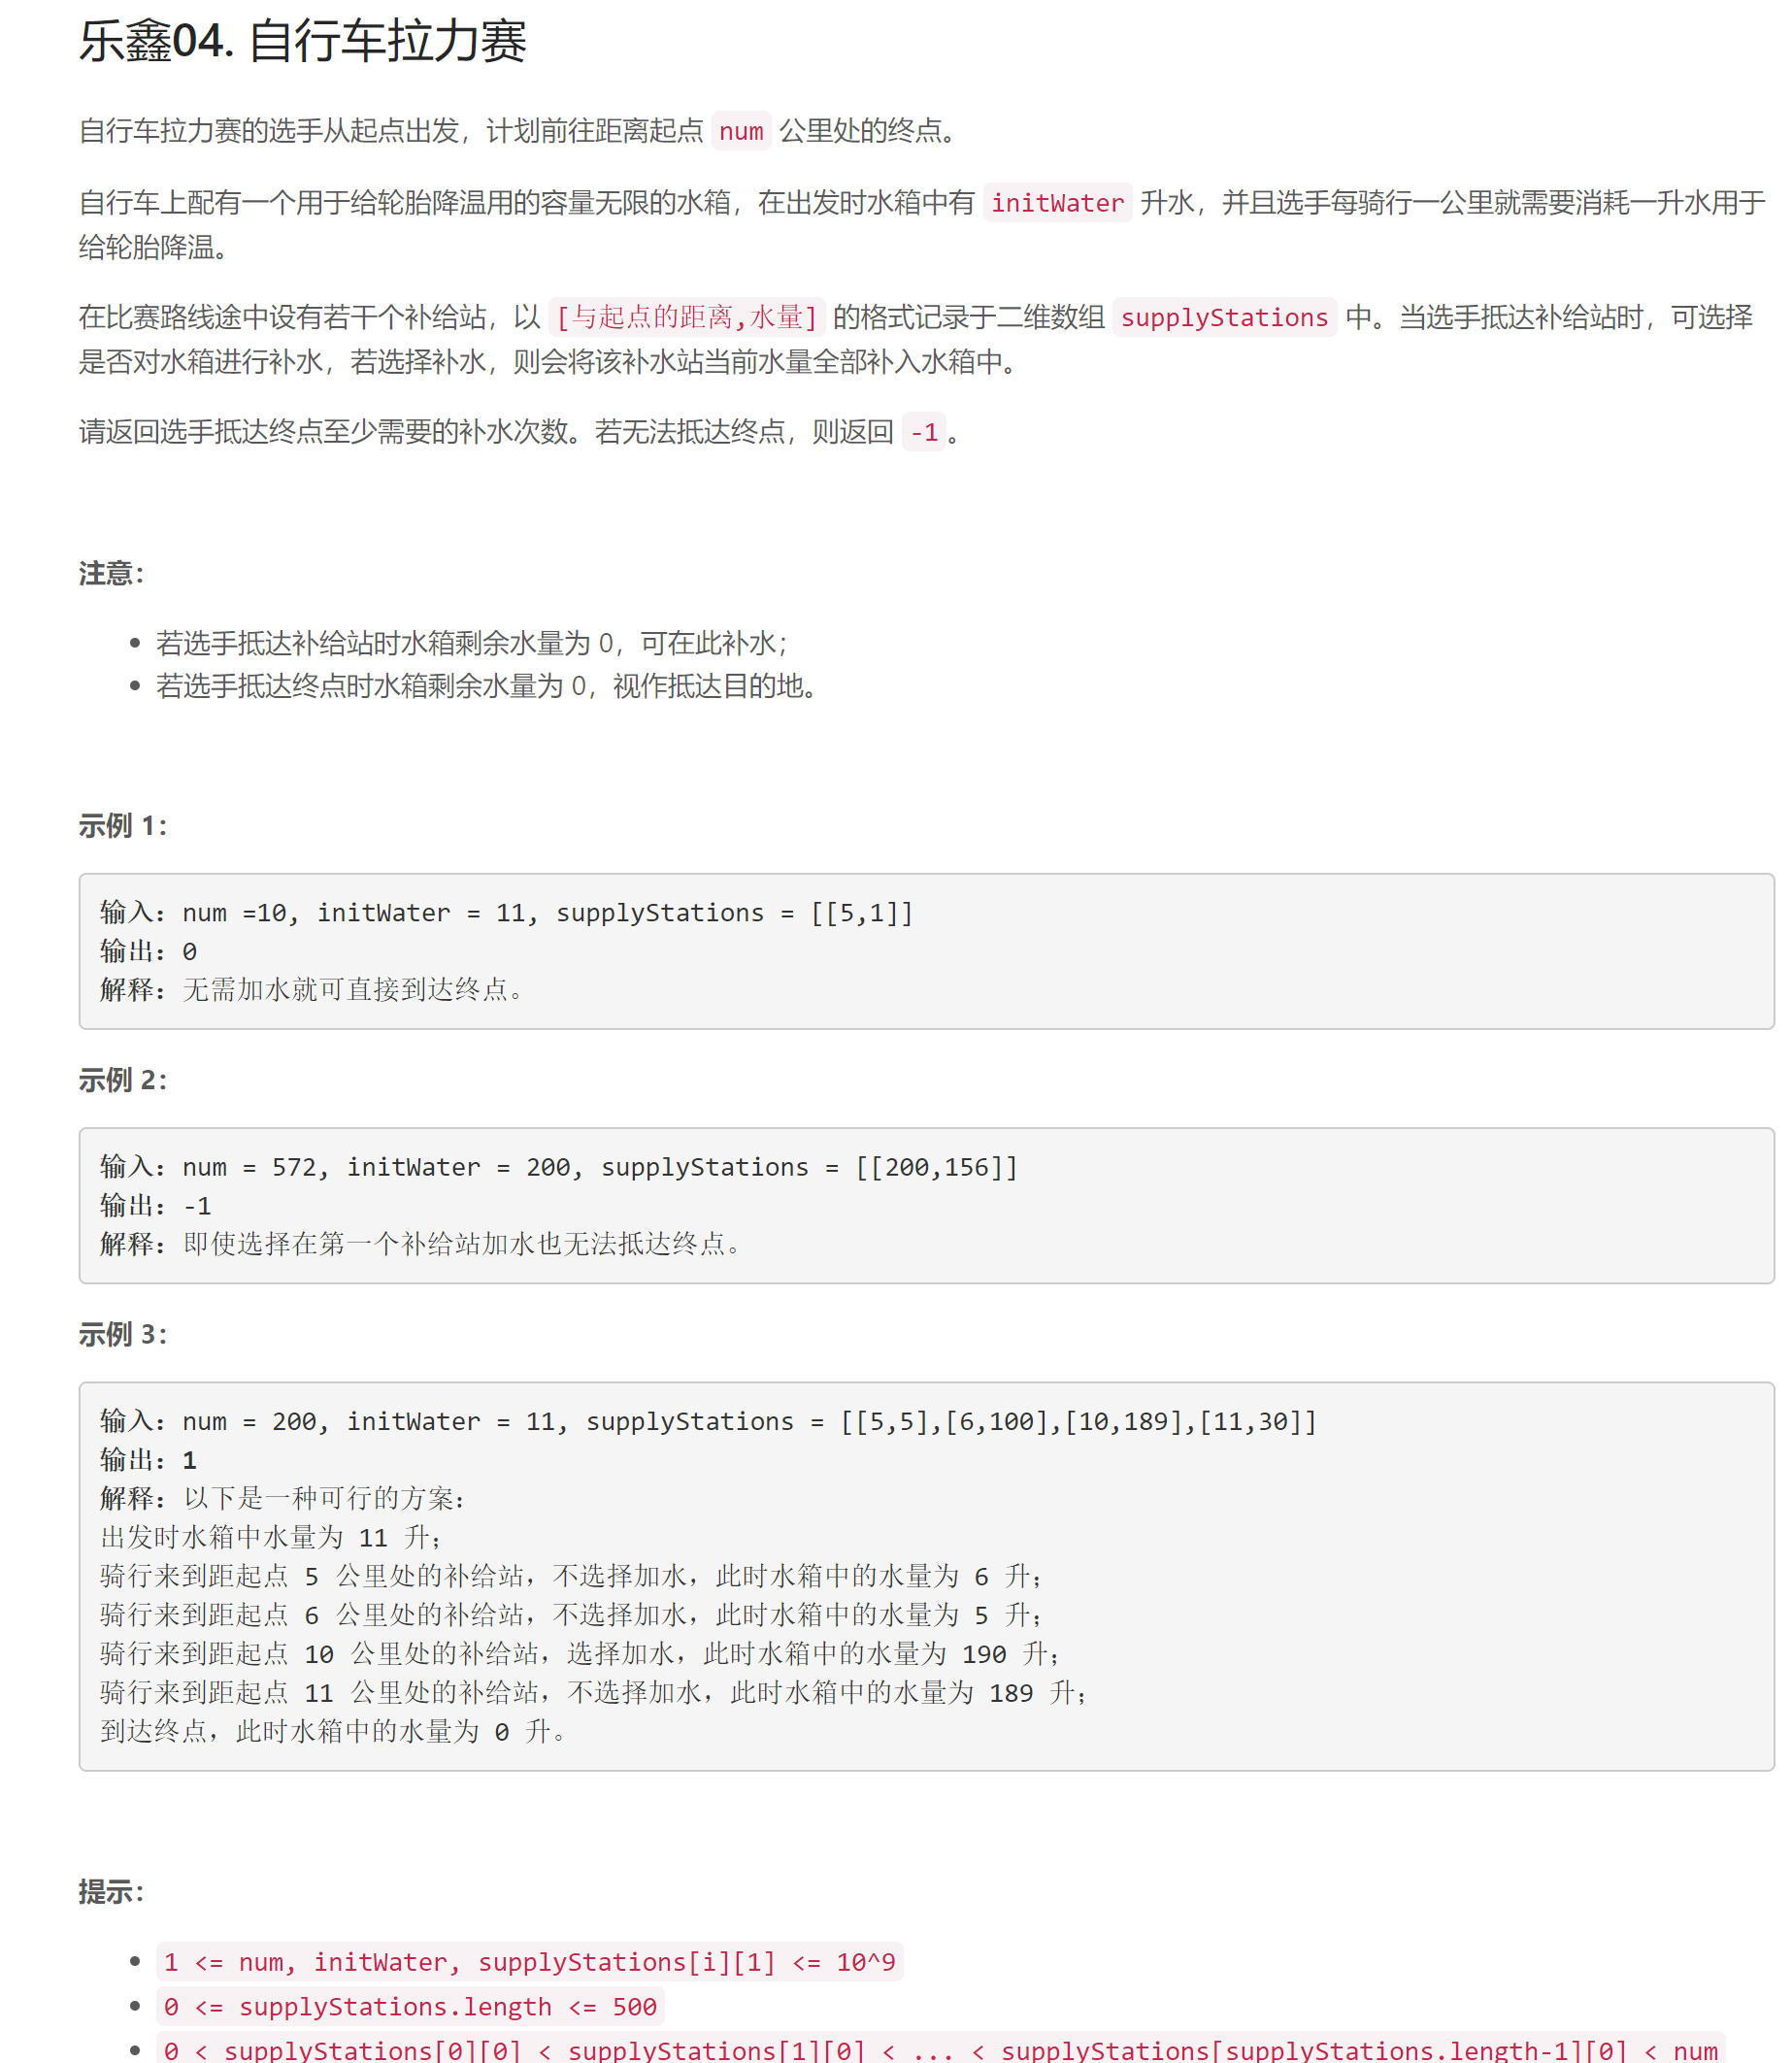 乐鑫04. 自行车拉力赛
自行车拉力赛的选手从起点出发，计划前往距离起点 num 公里处的终点。
自行车上配有一个用于给轮胎降温用的容量无限的水箱，在出发时水箱中有 initWater 升水，并且选手每骑行一公里就需要消耗一升水用于
给轮胎降温。
在比赛路线途中设有若干个补给站，以 [与起点的距离,水量] 的格式记录于二维数组 supplyStations 中。当选手抵达补给站时，可选择
是否对水箱进行补水，若选择补水，则会将该补水站当前水量全部补入水箱中。
请返回选手抵达终点至少需要的补水次数。若无法抵达终点，则返回 -1。
注意：
• 若选手抵达补给站时水箱剩余水量为 0，可在此补水；
• 若选手抵达终点时水箱剩余水量为 0，视作抵达目的地。
示例 1：
输入：num =10, initWater = 11, supplyStations = [[5,1]]
输出：0
解释：无需加水就可直接到达终点。
示例 2：
输入：num = 572, initWater = 200, supplyStations = [[200,156]]
输出：-1
解释：即使选择在第一个补给站加水也无法抵达终点。
示例 3：
输入：num = 200, initWater = 11, supplyStations = [[5,5],[6,100],[10,189],[11,30]]
输出：1
解释：以下是一种可行的方案：
出发时水箱中水量为 11 升；
骑行来到距起点 5 公里处的补给站，不选择加水，此时水箱中的水量为 6 升；
骑行来到距起点 6 公里处的补给站，不选择加水，此时水箱中的水量为 5 升；
骑行来到距起点 10 公里处的补给站，选择加水，此时水箱中的水量为 190 升；
骑行来到距起点 11 公里处的补给站，不选择加水，此时水箱中的水量为 189 升；
到达终点，此时水箱中的水量为 0 升。
提示：
• 1 <= num, initWater, supplyStations[i][1] <= 10^9
• 0 <= supplyStations.length <= 500
• 0 < supplyStations[0][0] < supplyStations[1][0] < ... < supplyStations[supplyStations.length-1][0] < num